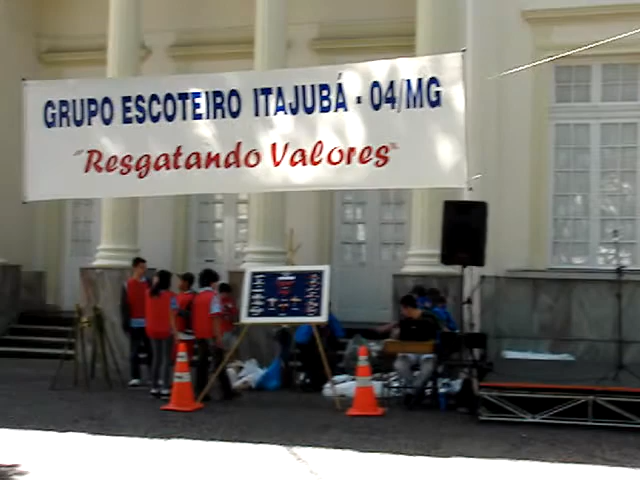 GRUPO ESCOTEIRO ITAJUBÁ - 04/MG
"Resgatando Valores"